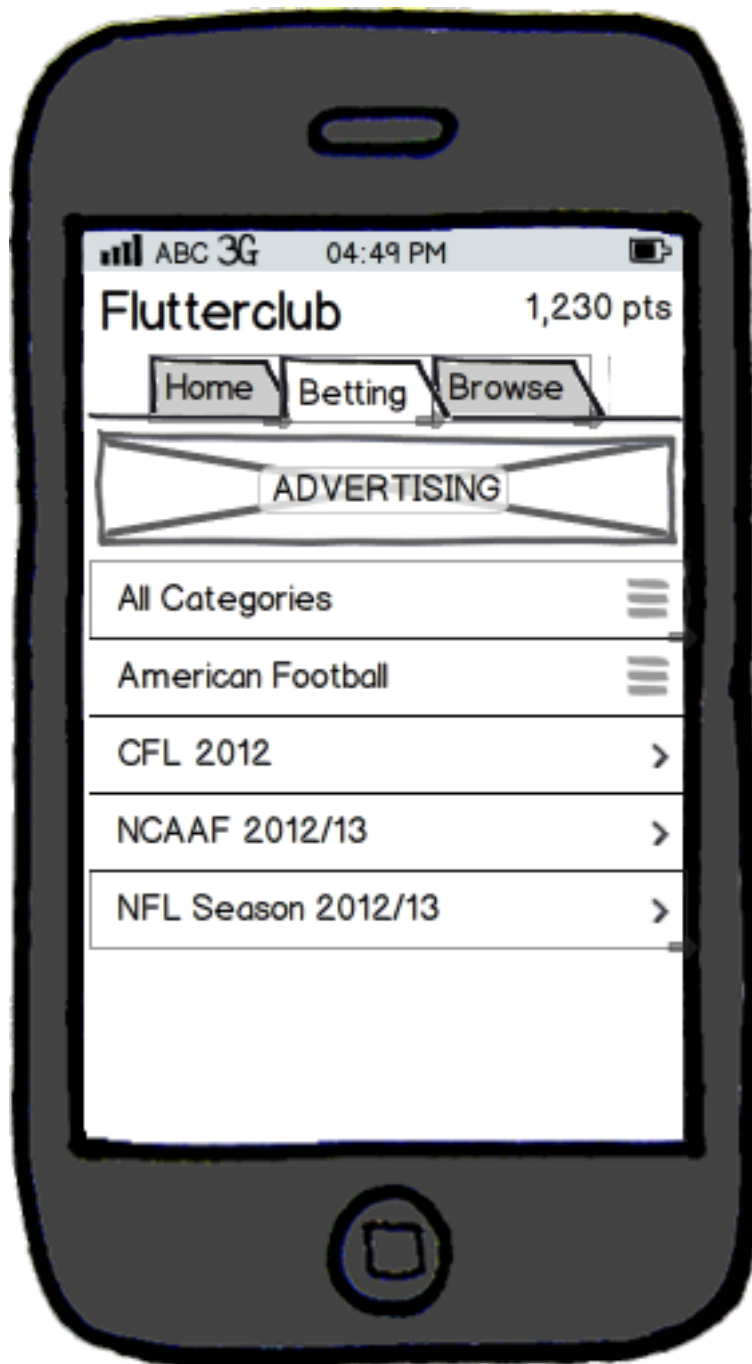 ABC 3G 04:49 PM
Flutterclub 1,230 pts
Home Betting Browse
ADVERTISING
All Categories
American Football
CFL 2012
NCAAF 2012/13
NFL Season 2012/13